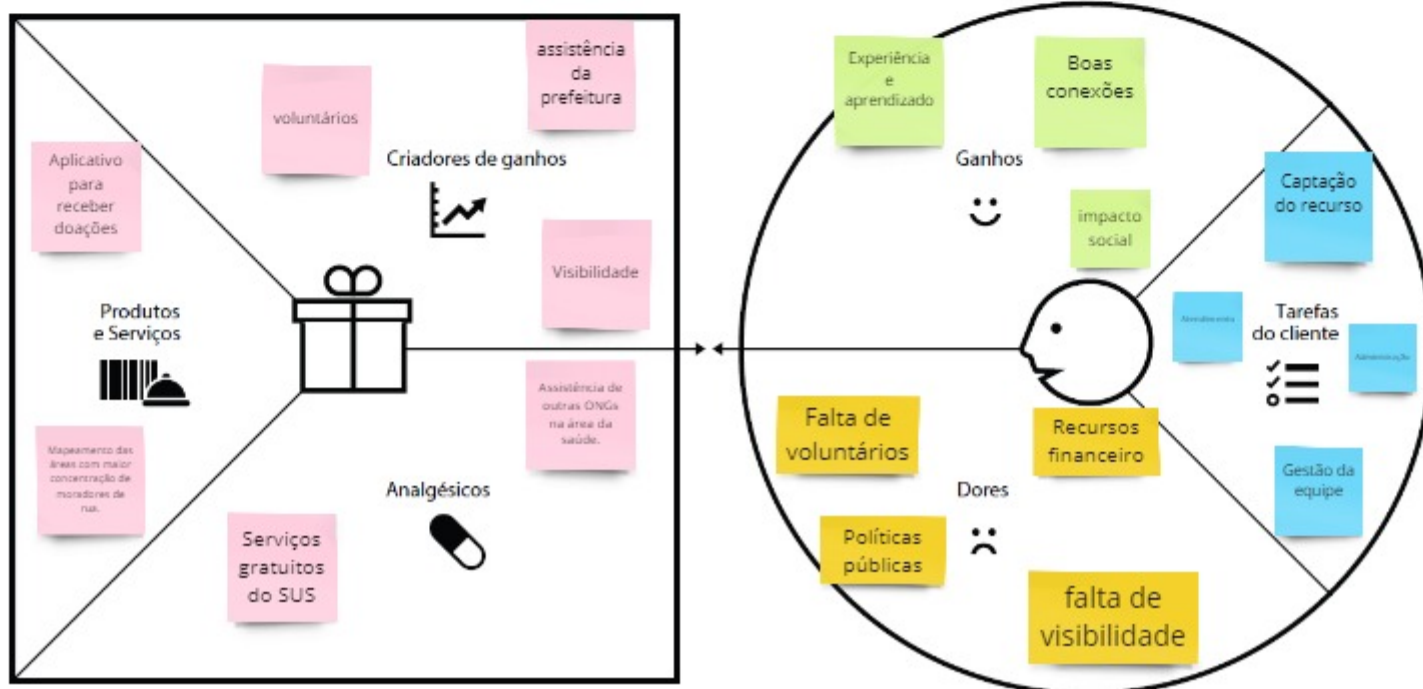 assistência
da
prefeitura
voluntários
Criadores de ganhos
Aplicativo
para
receber
doações
Visibilidade
Produtos
e Serviços
Assistência de
outras ONGs
na área da
saúde.
Mapeamento das
áreas com maior
concentração de
moradores de
rua.
Analgésicos
Serviços
gratuitos
do SUS
Experiência
e
aprendizado
Boas
conexões
Ganhos
impacto
social
Captação
do recurso
Atendimento
Tarefas
do cliente
Administração
Gestão da
equipe
Falta de
voluntários
Recursos
financeiro
Dores
Políticas
públicas
falta de
visibilidade